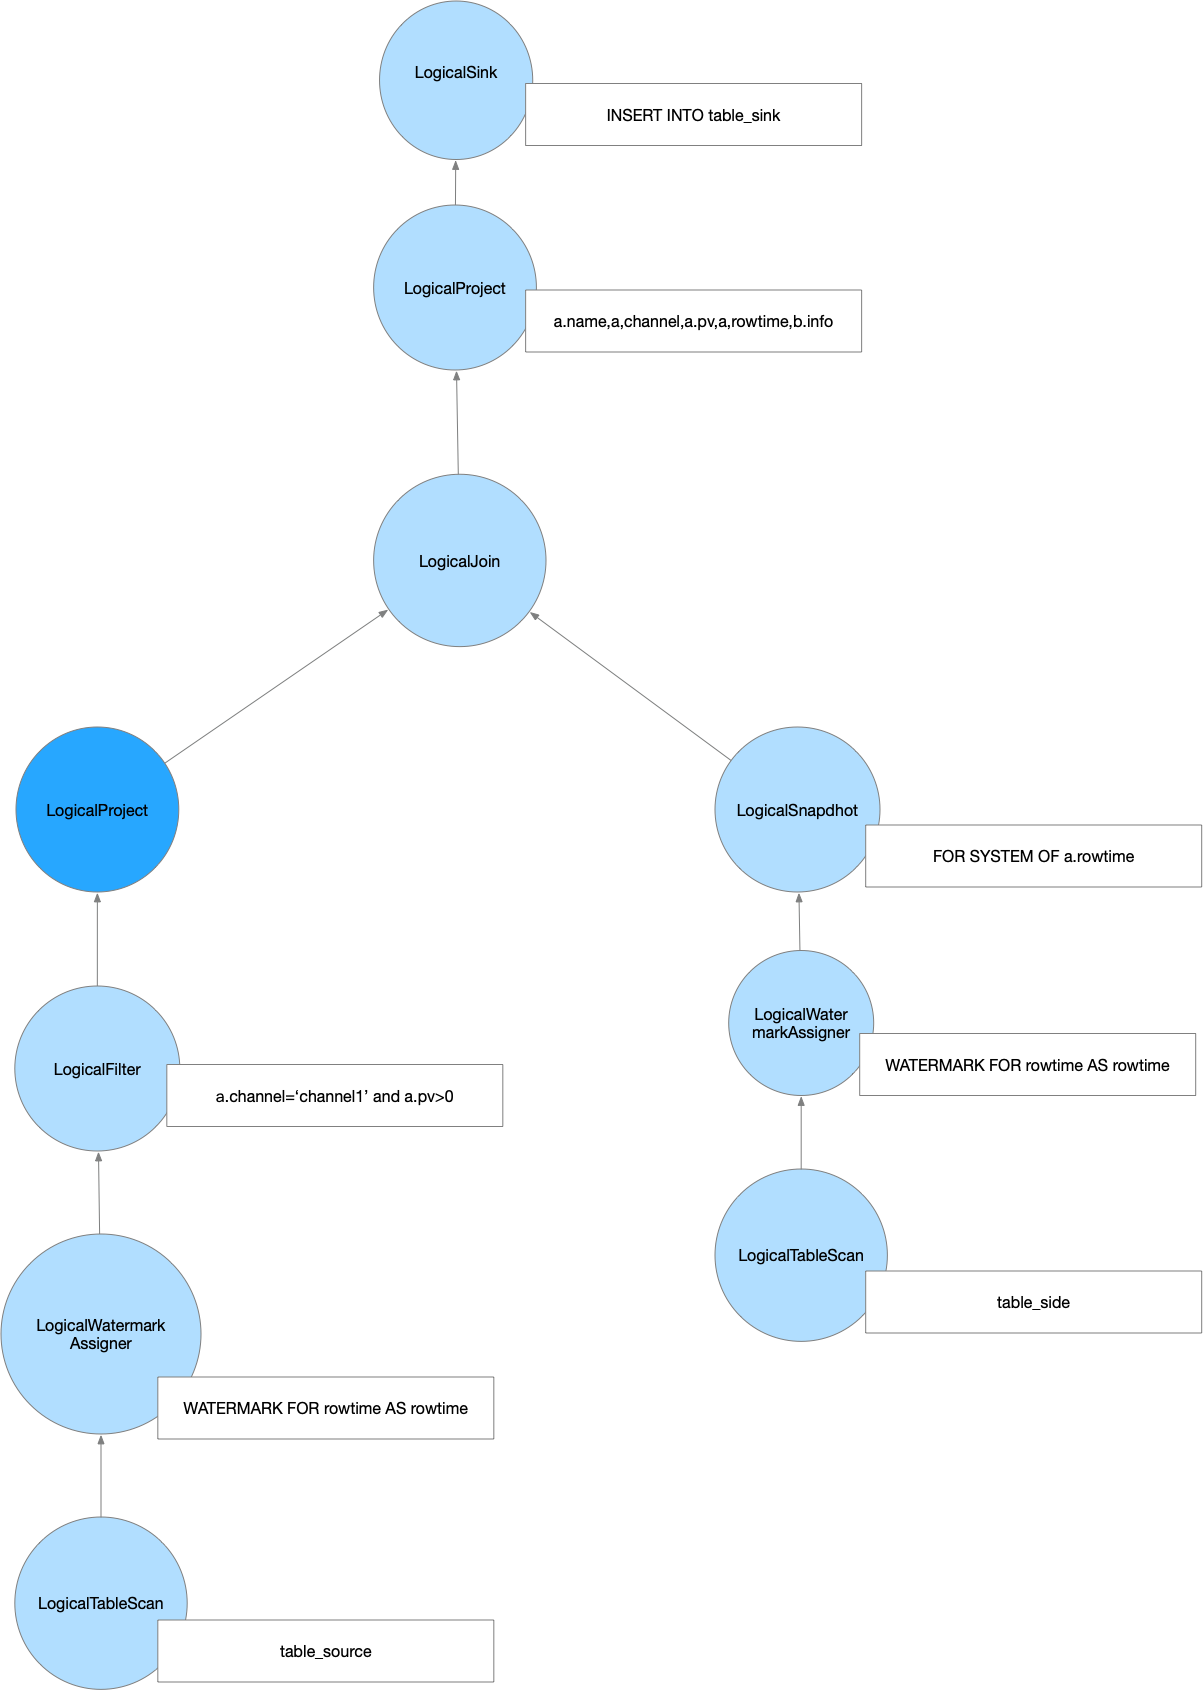 LogicalSink
INSERT INTO table_sink
LogicalProject
a.name,a,channel,a.pv,a,rowtime,b.info
LogicalJoin
LogicalProject
LogicalSnapdhot
FOR SYSTEM OF a.rowtime
LogicalWater
markAssigner
WATERMARK FOR rowtime AS rowtime
LogicalFilter
a.channel=‘channel1’ and a.pv>0
LogicalTableScan
table_side
LogicalWatermark
Assigner
WATERMARK FOR rowtime AS rowtime
LogicalTableScan
table_source